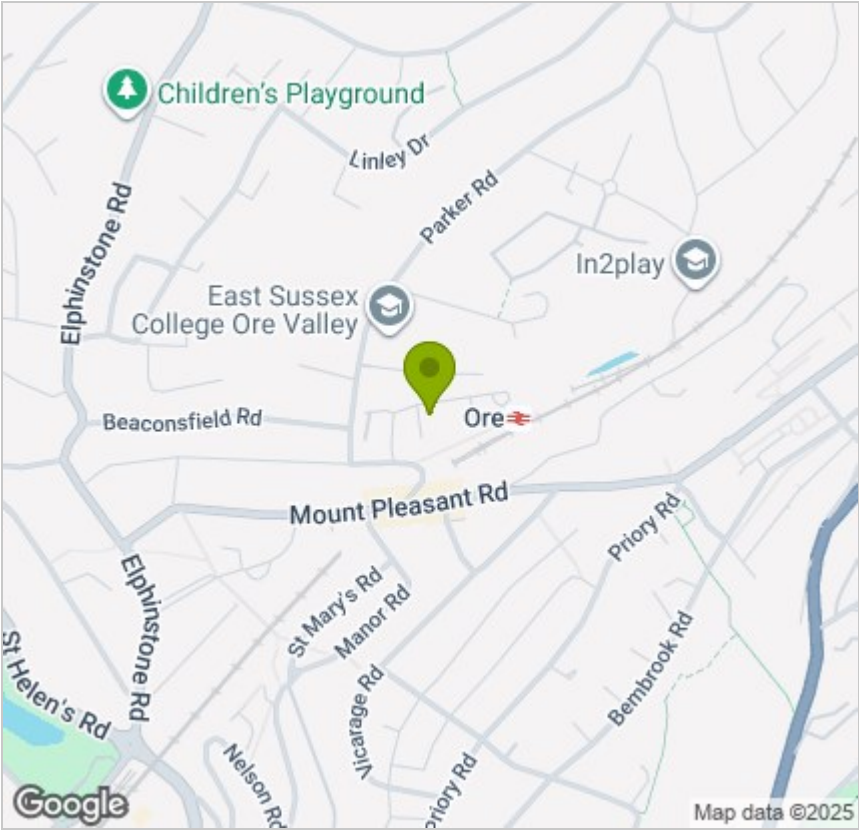 Children's Playground
Linley Dr
Parker Rd
Elphinstone Rd
In2play
East Sussex
College Ore Valley
Beaconsfield Rd
Ore
Mount Pleasant Rd
Priory Rd
Elphinstone Rd
St Mary's Rd
Manor Rd
Bembrook Rd
St Helen's Rd
Vicarage Rd
Nelson Rd
Priory Rd
Google
Map data ©2025